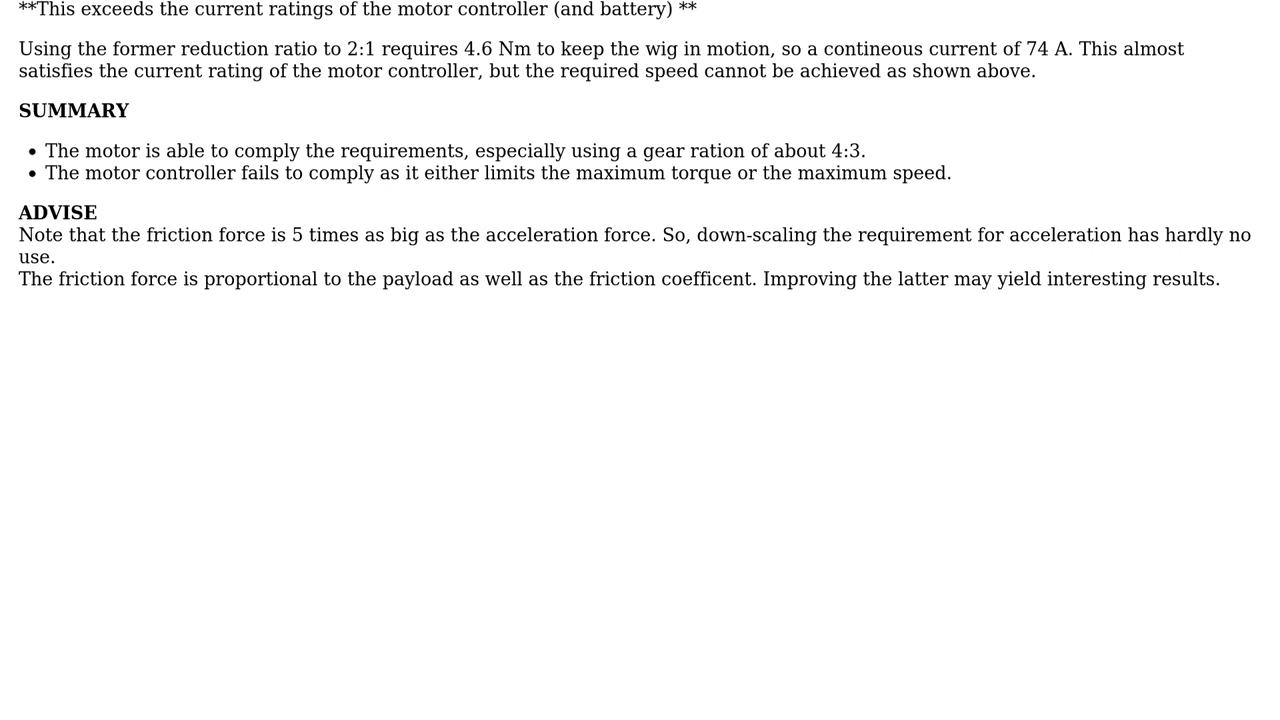 **This exceeds the current ratings of the motor controller (and battery) **
Using the former reduction ratio to 2:1 requires 4.6 Nm to keep the wig in motion, so a contineous current of 74 A. This almost
satisfies the current rating of the motor controller, but the required speed cannot be achieved as shown above.
SUMMARY
• The motor is able to comply the requirements, especially using a gear ration of about 4:3.
• The motor controller fails to comply as it either limits the maximum torque or the maximum speed.
ADVISE
Note that the friction force is 5 times as big as the acceleration force. So, down-scaling the requirement for acceleration has hardly no
use.
The friction force is proportional to the payload as well as the friction coefficent. Improving the latter may yield interesting results.